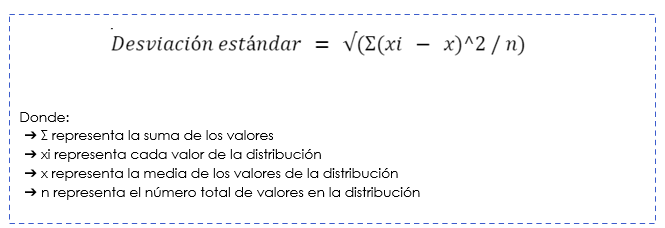 Desviación estándar = √(Σ(xi − x)^2 / n)
Donde:
➔ Σ representa la suma de los valores
➔ xi representa cada valor de la distribución
➔ x representa la media de los valores de la distribución
➔ n representa el número total de valores en la distribución